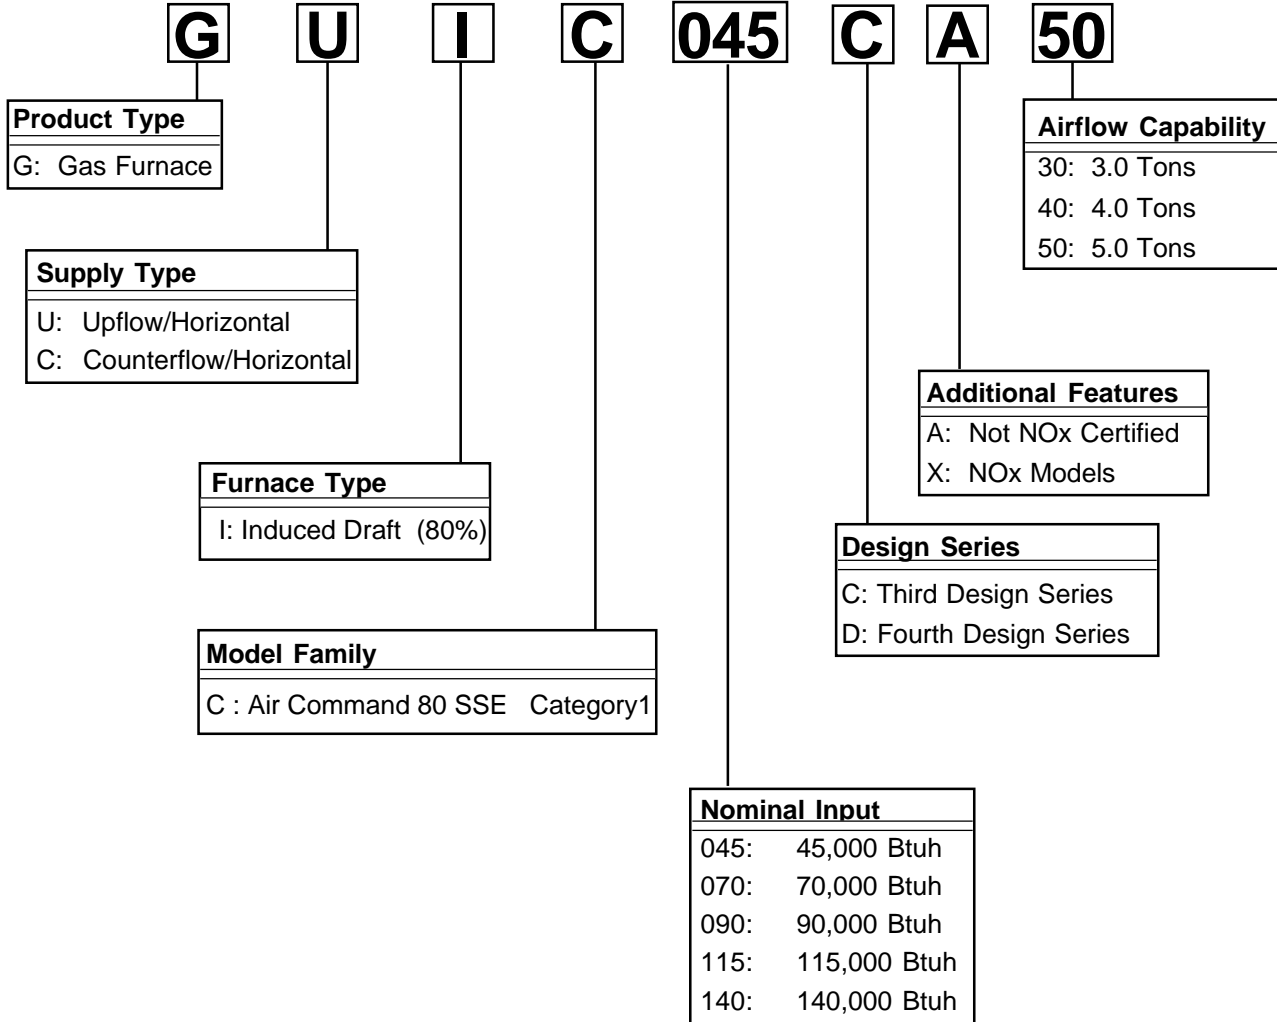 G U I C 045 C A 50
Product Type
G: Gas Furnace
Airflow Capability
30: 3.0 Tons
40: 4.0 Tons
50: 5.0 Tons
Supply Type
U: Upflow/Horizontal
C: Counterflow/Horizontal
Additional Features
A: Not NOx Certified
X: NOx Models
Furnace Type
I: Induced Draft (80%)
Design Series
C: Third Design Series
D: Fourth Design Series
Model Family
C : Air Command 80 SSE Category1
Nominal Input
045: 45,000 Btuh
070: 70,000 Btuh
090: 90,000 Btuh
115: 115,000 Btuh
140: 140,000 Btuh